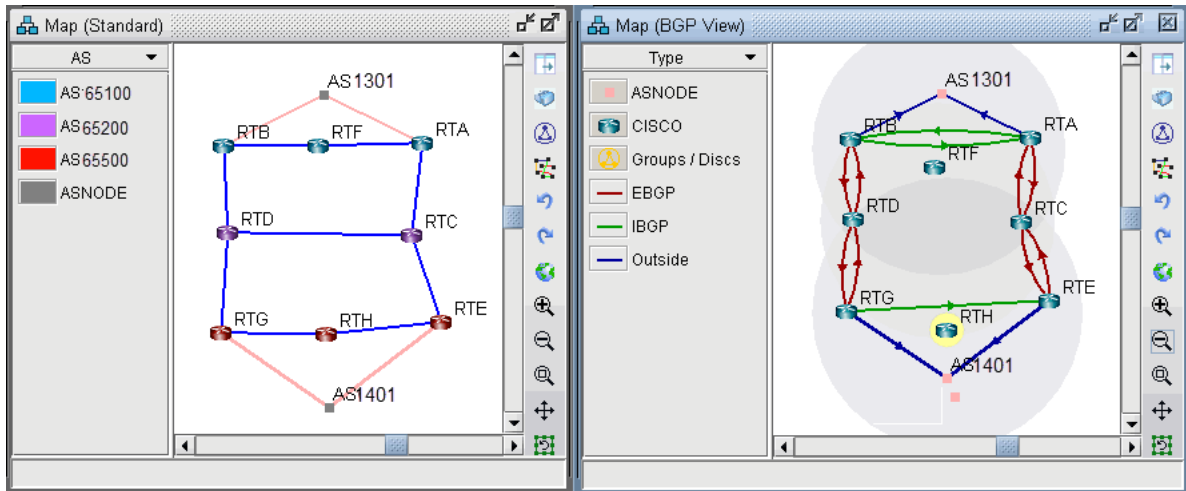 Map (Standard)
AS
AS 65100
AS 65200
AS 65500
ASNODE
AS1301
RTB
RTF
RTA
RTD
RTC
RTG
RTH
RTE
AS1401
Map (BGP View)
Type
ASNODE
CISCO
Groups / Discs
EBGP
IBGP
Outside
AS1301
RTB
RTA
RTF
RTD
RTC
RTG
RTE
RTH
AS1401